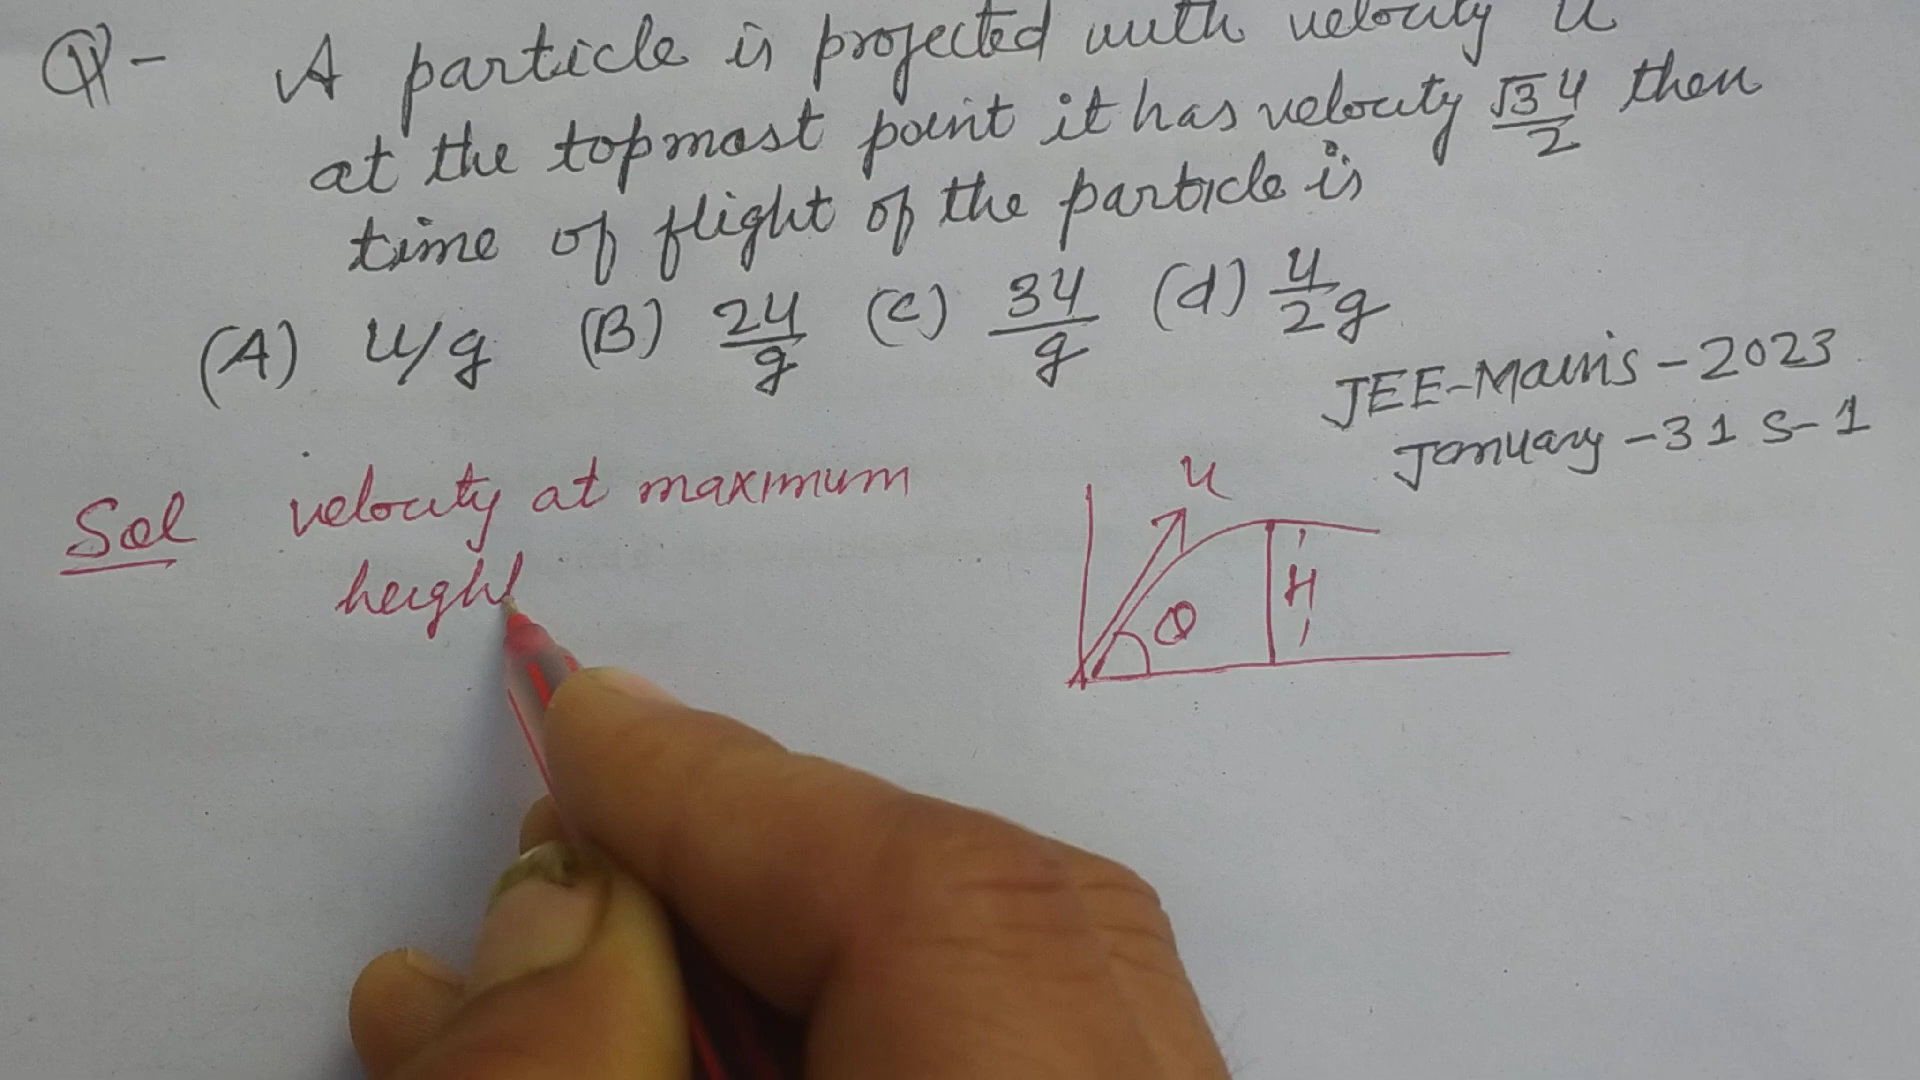 Q- A particle is projected with velocity u
at the topmost point it has velocity √3u/2 then
time of flight of the particle is
(A) u/g (B) 2u/g (c) 3u/g (d) u/2g
JEE-Mains-2023
January-31 S-1
Sol velocity at maximum
height
u
H
θ